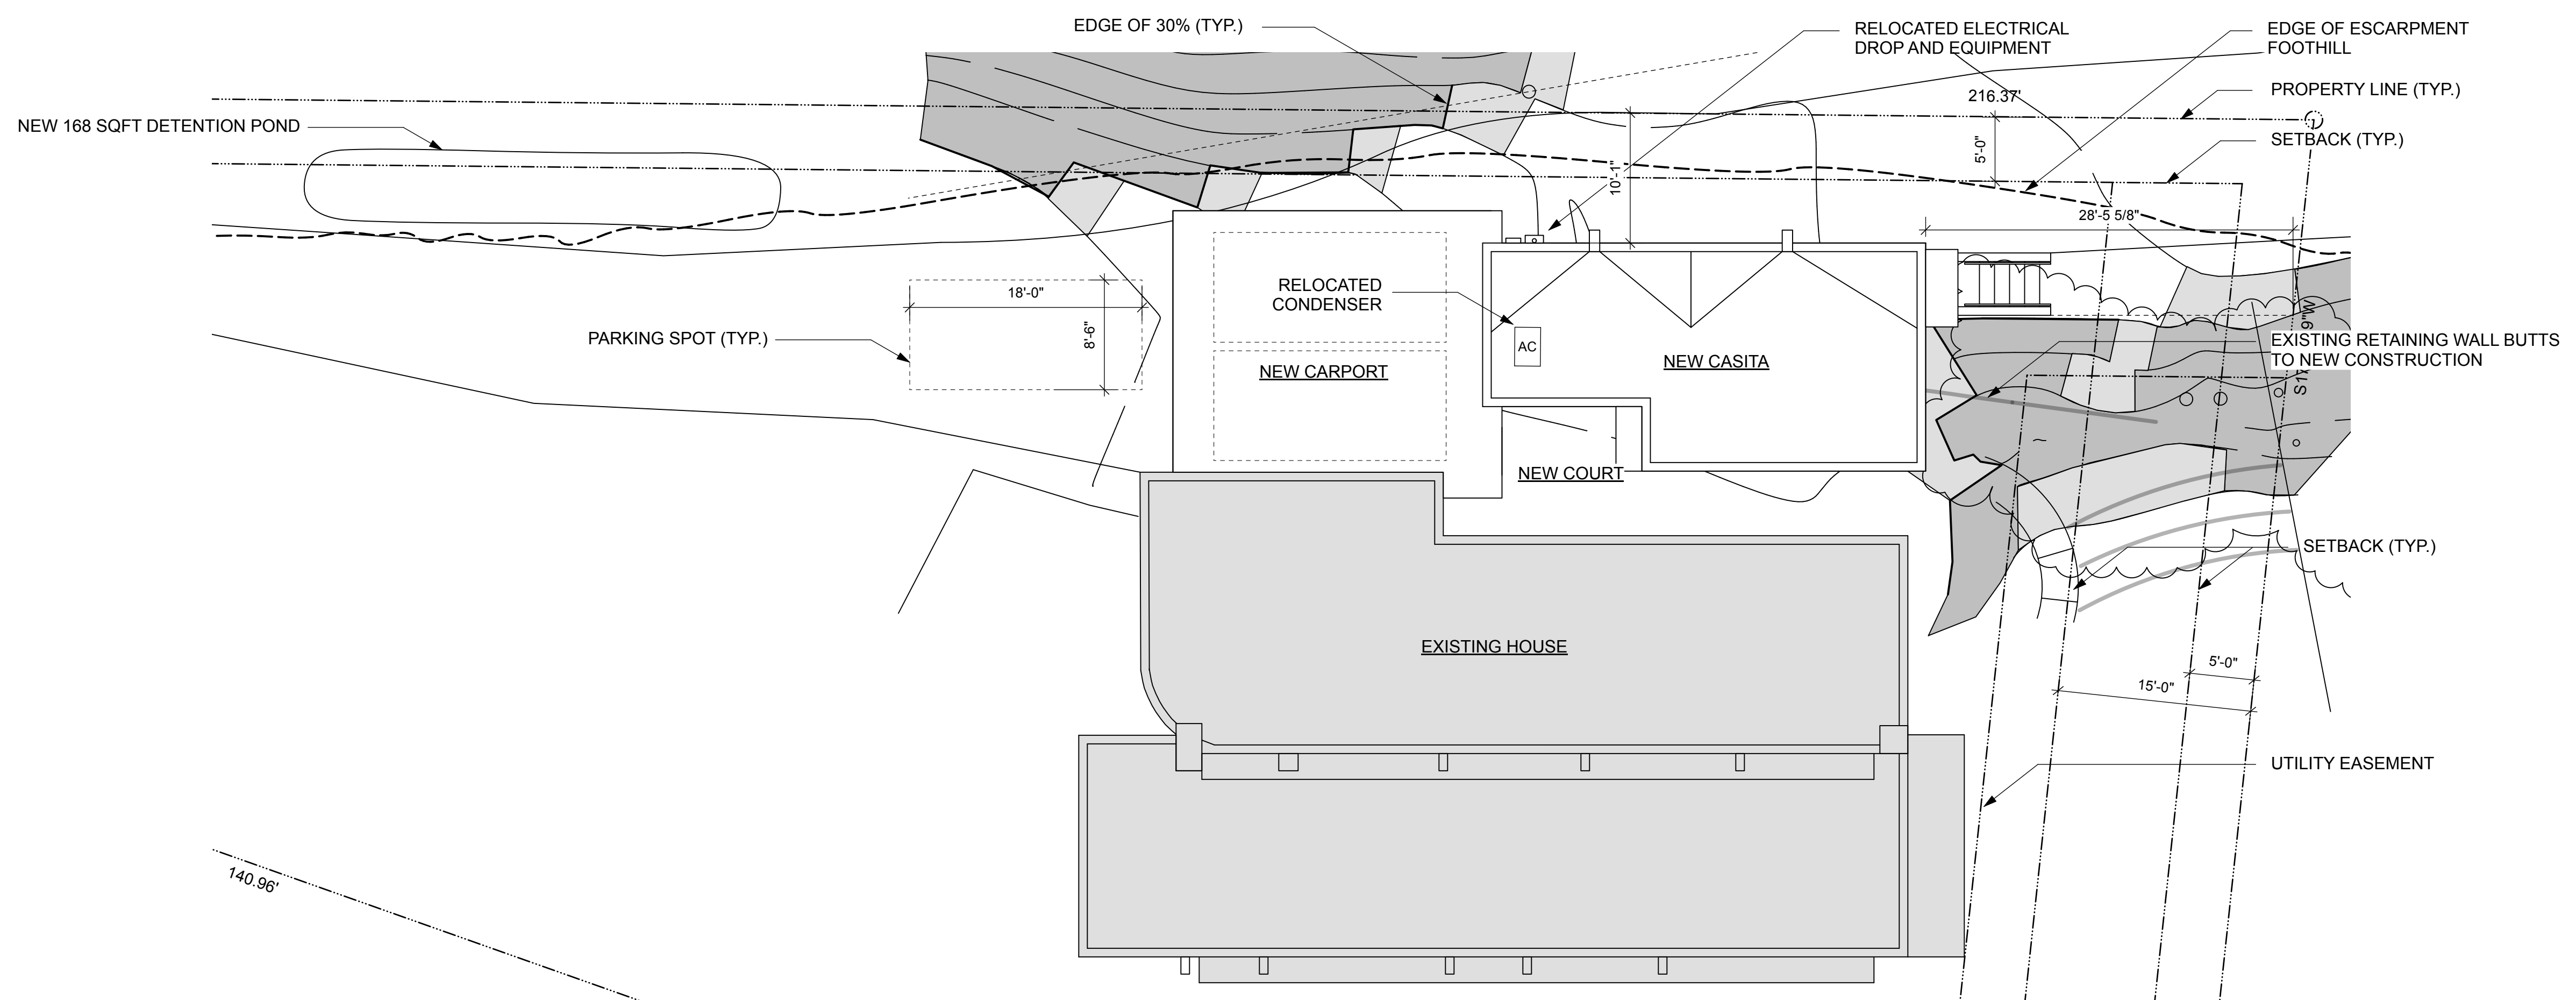 EDGE OF 30% (TYP.)
RELOCATED ELECTRICAL
DROP AND EQUIPMENT
EDGE OF ESCARPMENT
FOOTHILL
216.37'
PROPERTY LINE (TYP.)
NEW 168 SQFT DETENTION POND
SETBACK (TYP.)
5'-0"
10'-1"
28'-5 5/8"
18'-0"
8'-6"
RELOCATED
CONDENSER
PARKING SPOT (TYP.)
AC
NEW CARPORT
NEW CASITA
EXISTING RETAINING WALL BUTTS
TO NEW CONSTRUCTION
NEW COURT
SETBACK (TYP.)
EXISTING HOUSE
5'-0"
15'-0"
UTILITY EASEMENT
140.96'